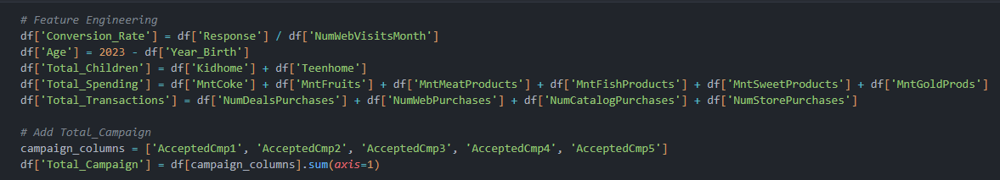 # Feature Engineering
df['Conversion_Rate'] = df['Response'] / df['NumWebVisitsMonth']
df['Age'] = 2023 - df['Year_Birth']
df['Total_Children'] = df['Kidhome'] + df['Teenhome']
df['Total_Spending'] = df['MntCoke'] + df['MntFruits'] + df['MntMeatProducts'] + df['MntFishProducts'] + df['MntSweetProducts'] + df['MntGoldProds']
df['Total_Transactions'] = df['NumDealsPurchases'] + df['NumWebPurchases'] + df['NumCatalogPurchases'] + df['NumStorePurchases']
# Add Total_Campaign
campaign_columns = ['AcceptedCmp1', 'AcceptedCmp2', 'AcceptedCmp3', 'AcceptedCmp4', 'AcceptedCmp5']
df['Total_Campaign'] = df[campaign_columns].sum(axis=1)